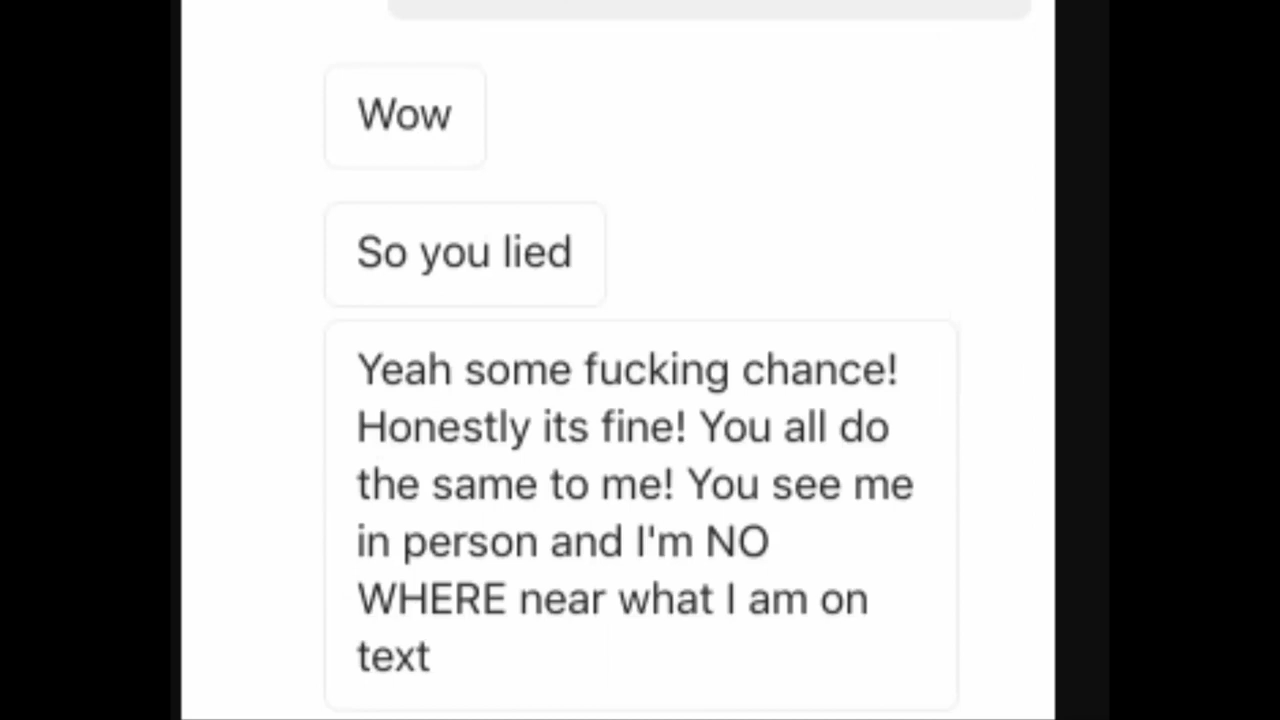 Wow
So you lied
Yeah some fucking chance!
Honestly its fine! You all do
the same to me! You see me
in person and I'm NO
WHERE near what I am on
text